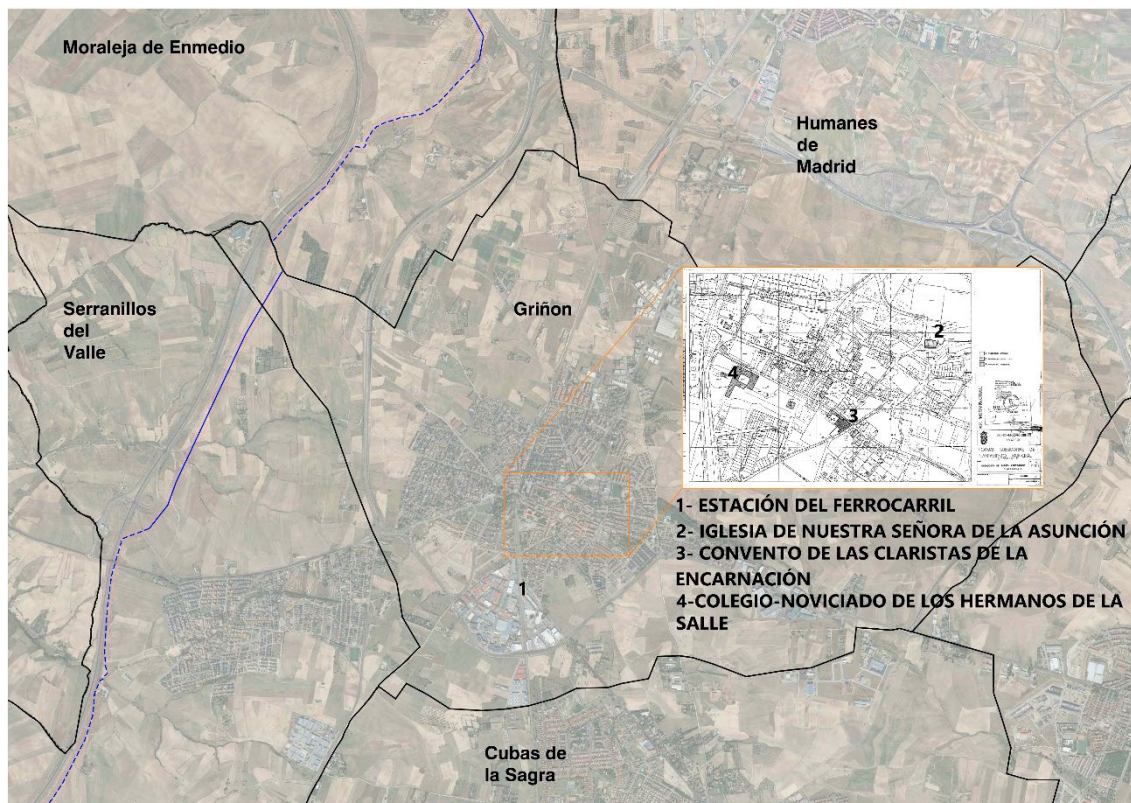 Moraleja de Enmedio
Humanes
de
Madrid
Serranillos
del
Valle
Griñon
2
4
3
1- ESTACIÓN DEL FERROCARRIL
2- IGLESIA DE NUESTRA SEÑORA DE LA ASUNCIÓN
3- CONVENTO DE LAS CLARISTAS DE LA
ENCARNACIÓN
4-COLEGIO-NOVICIADO DE LOS HERMANOS DE LA
SALLE
1
Cubas de
la Sagra